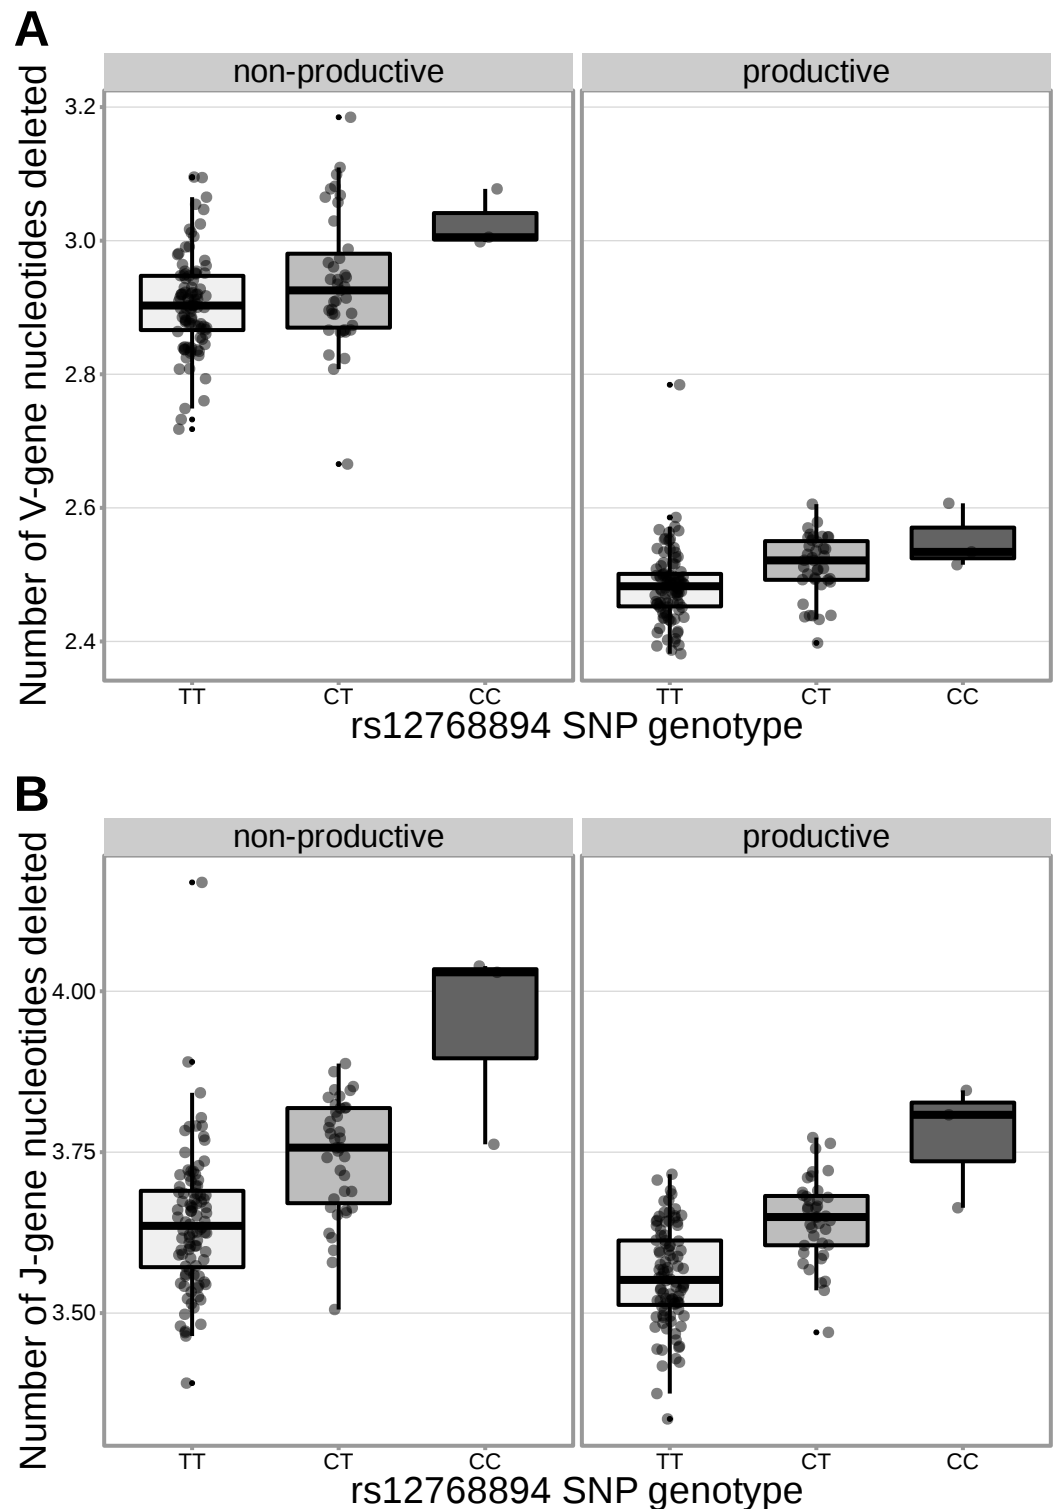 A
non-productive productive
Number of V-gene nucleotides deleted
3.2
3.0
2.8
2.6
2.4
TT CT CC TT CT CC
rs12768894 SNP genotype
B
non-productive productive
Number of J-gene nucleotides deleted
4.00
3.75
3.50
TT CT CC TT CT CC
rs12768894 SNP genotype